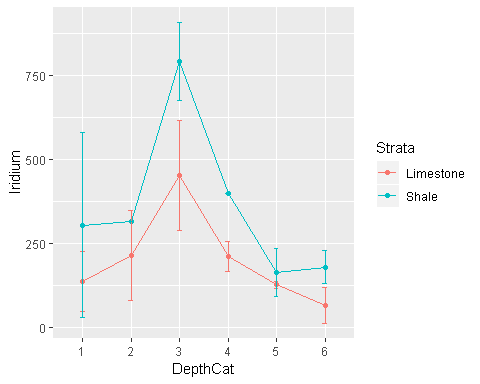 Iridium
750
500
250
0
1 2 3 4 5 6
DepthCat
Strata
Limestone
Shale